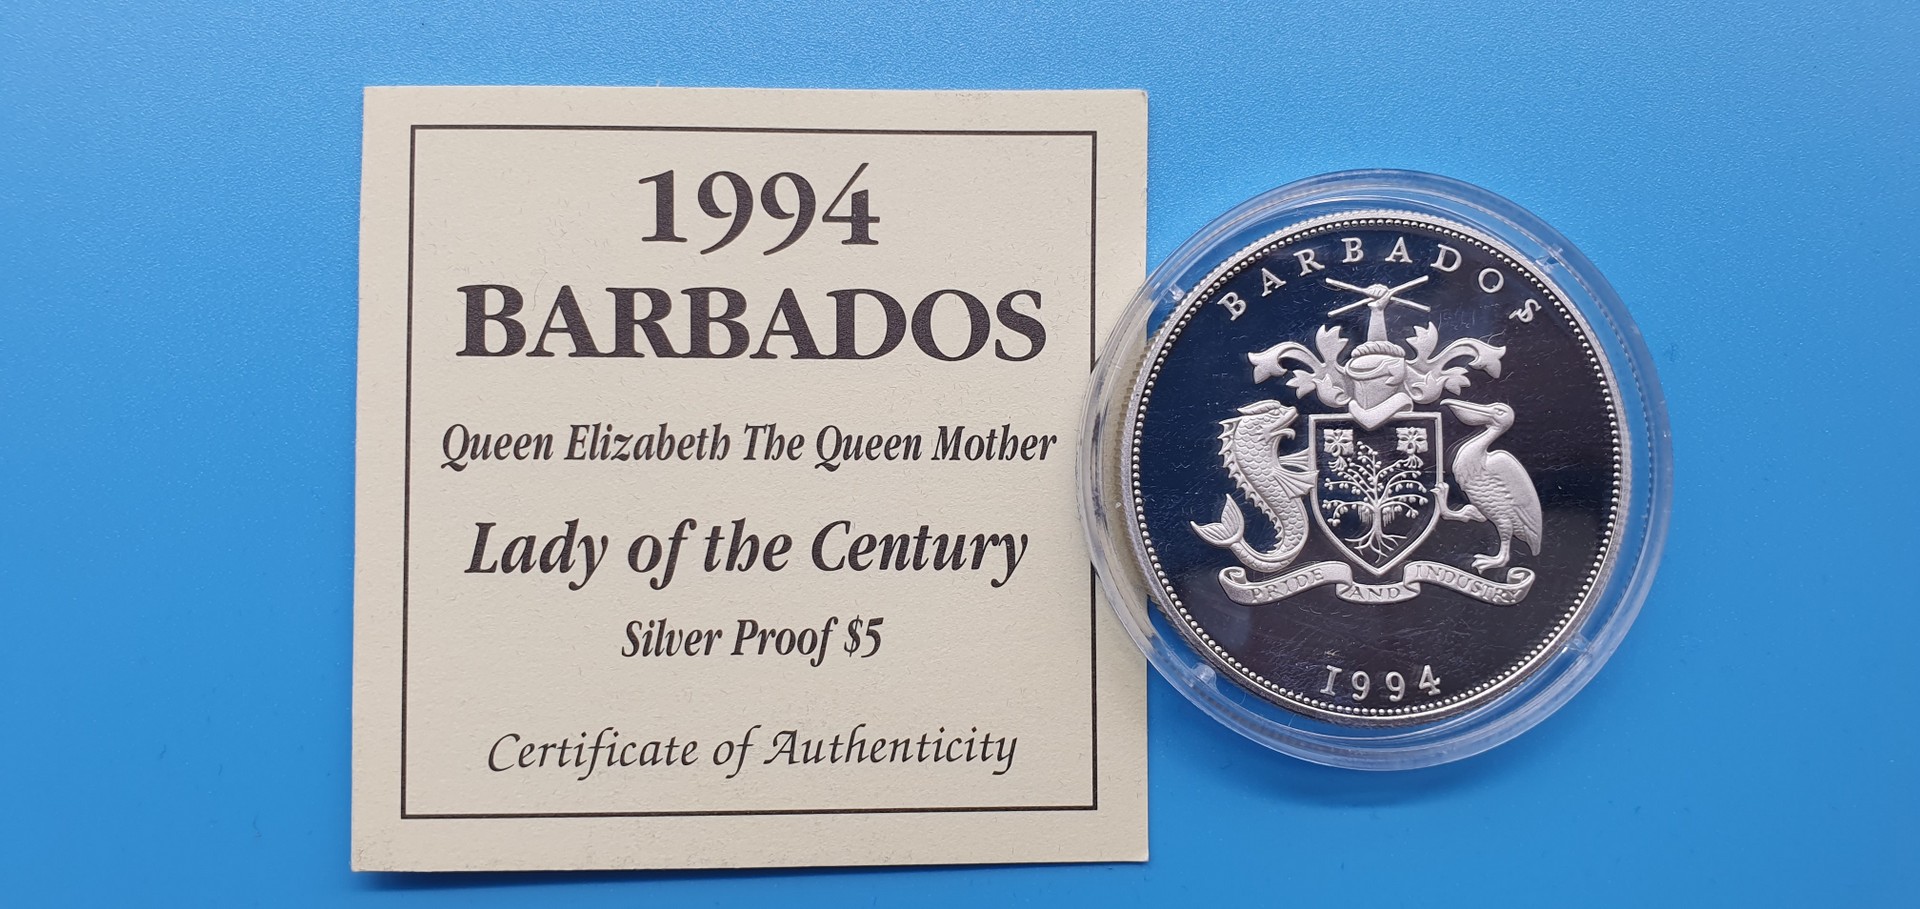 1994
BARBADOS
Queen Elizabeth The Queen Mother
Lady of the Century
Silver Proof $5
Certificate of Authenticity
BARBADOS
PRIDE AND INDUSTRY
1994